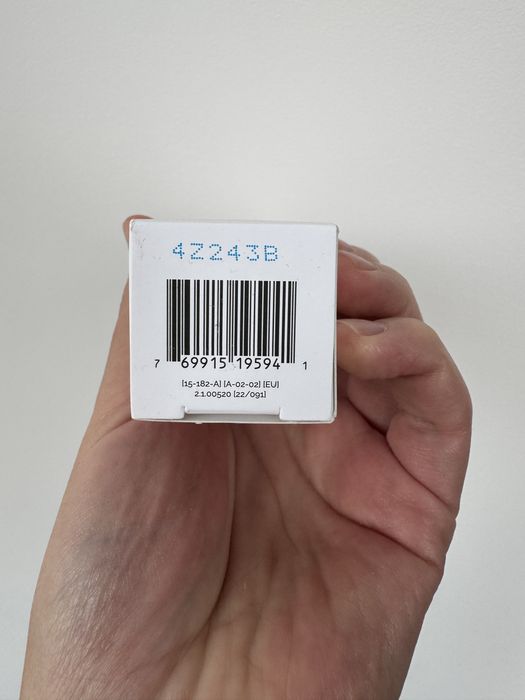 4Z243B
7 69915 19594 1
[15-182-A] [A-02-02] [EU]
2.1.00520 [22/091]